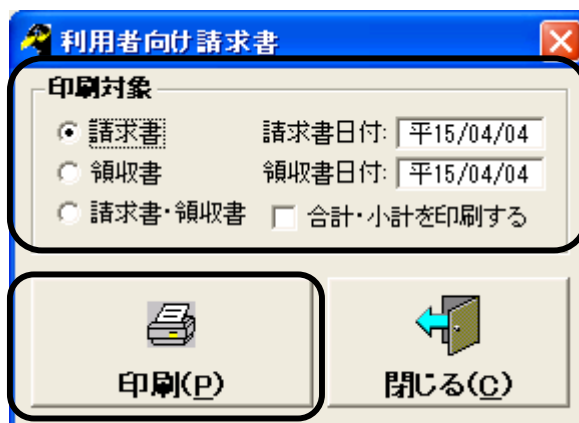 利用者向け請求書
印刷対象
請求書 請求書日付: 平15/04/04
領収書 領収書日付: 平15/04/04
請求書・領収書 合計・小計を印刷する
印刷(P) 閉じる(C)